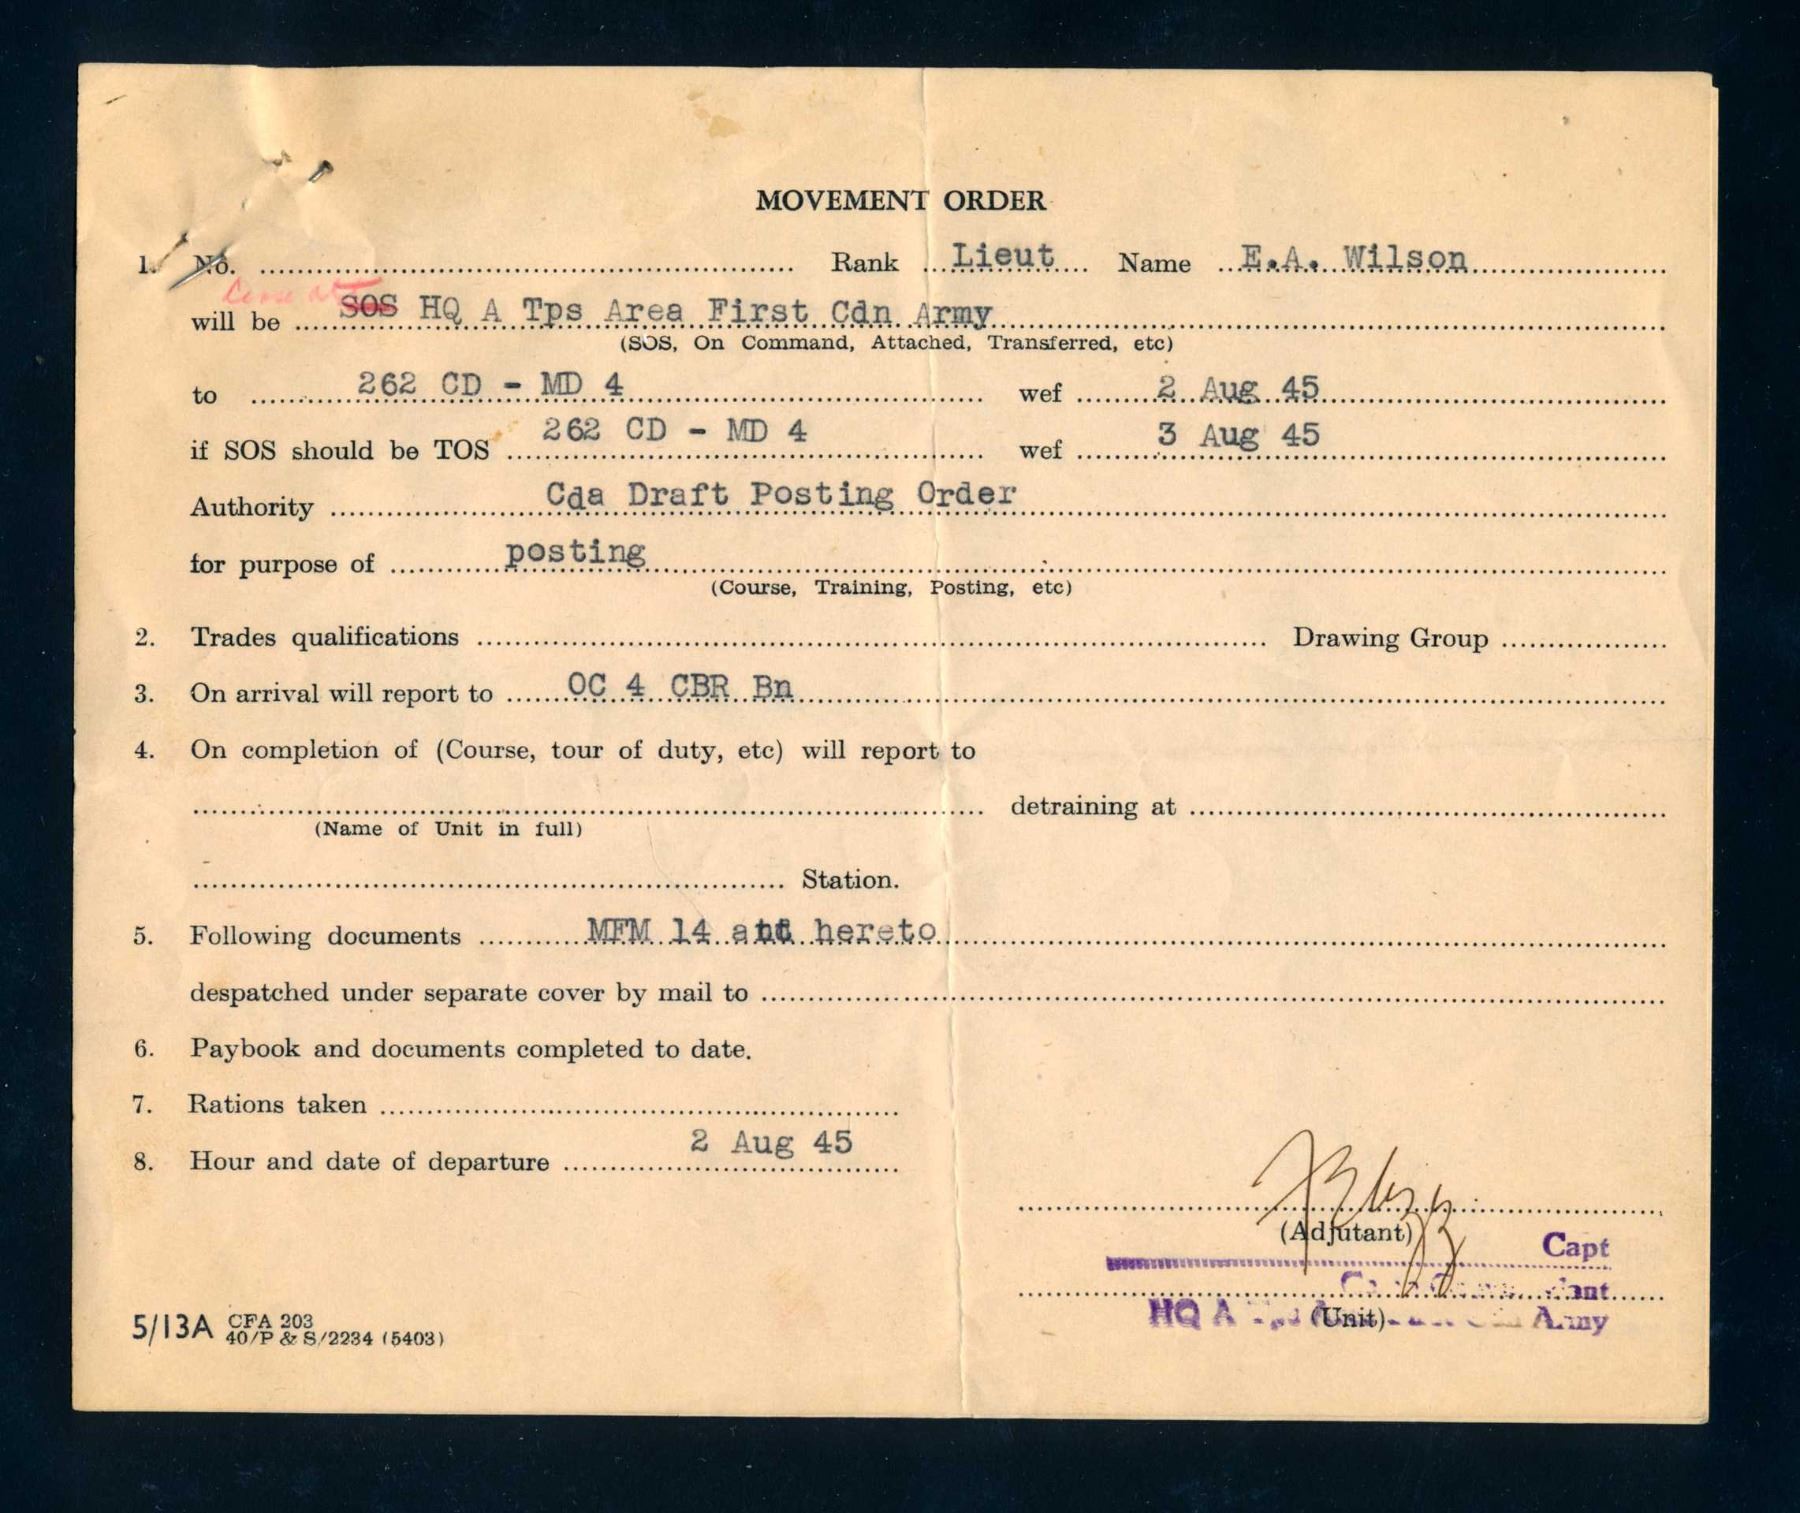 MOVEMENT ORDER
1. No. .......... Rank Lieut Name E.A. Wilson
Cease att
will be SOS HQ A Tps Area First Cdn Army
(SOS, On Command, Attached, Transferred, etc)
to 262 CD - MD 4 wef 2 Aug 45
if SOS should be TOS 262 CD - MD 4 wef 3 Aug 45
Authority Cda Draft Posting Order
for purpose of posting
(Course, Training, Posting, etc)
2. Trades qualifications .......... Drawing Group ..........
3. On arrival will report to OC 4 CBR Bn
4. On completion of (Course, tour of duty, etc) will report to
.......... detraining at ..........
(Name of Unit in full)
.......... Station.
5. Following documents MFM 14 att hereto
despatched under separate cover by mail to ..........
6. Paybook and documents completed to date.
7. Rations taken ..........
8. Hour and date of departure 2 Aug 45
(Adjutant)
Capt
HQ A Tps Army
(Unit)
5/13A CFA 203
40/P & S/2234 (5403)